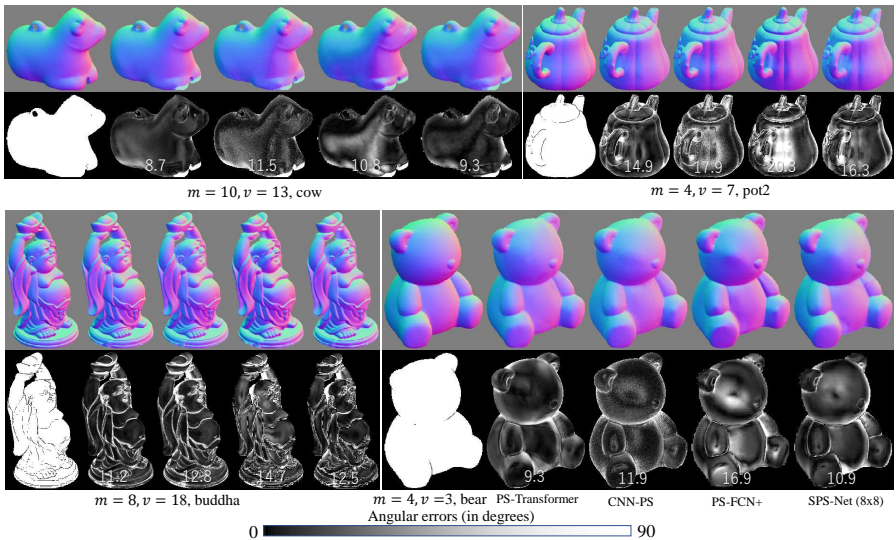 8.7 11.5 10.8 9.3
14.9 17.9 20.3 16.3
m = 10, v = 13, cow
m = 4, v = 7, pot2
11.2 12.8 14.7 12.5
9.3 11.9 16.9 10.9
m = 8, v = 18, buddha
m = 4, v =3, bear PS-Transformer CNN-PS PS-FCN+ SPS-Net (8x8)
Angular errors (in degrees)
0 90